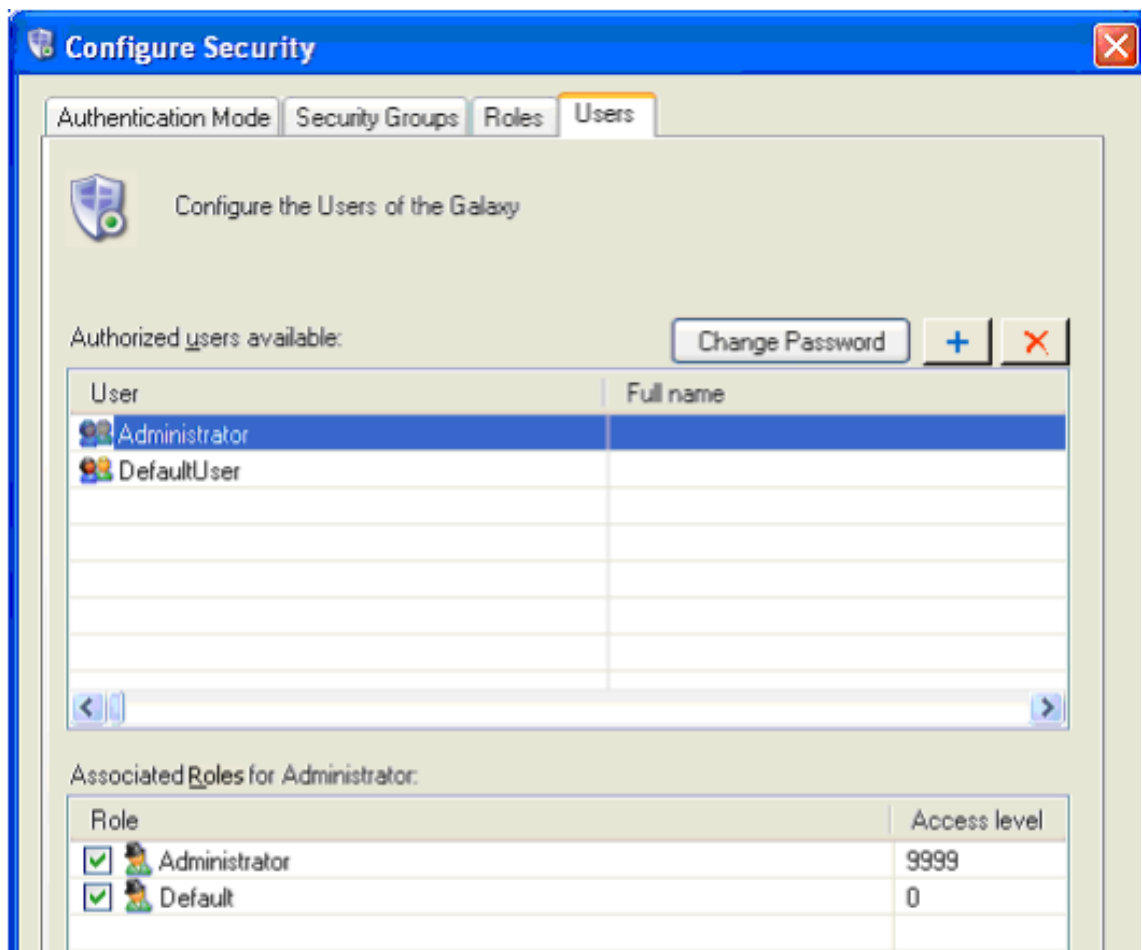 Configure Security
Authentication Mode Security Groups Roles Users
Configure the Users of the Galaxy
Authorized users available: Change Password
User Full name
Administrator
DefaultUser
Associated Roles for Administrator:
Role Access level
Administrator 9999
Default 0